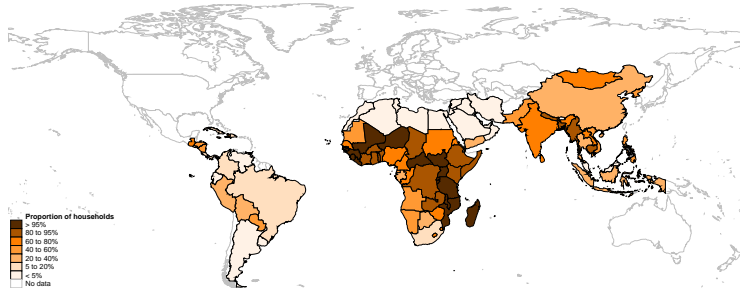 Proportion of households
> 95%
80 to 95%
60 to 80%
40 to 60%
20 to 40%
5 to 20%
< 5%
No data